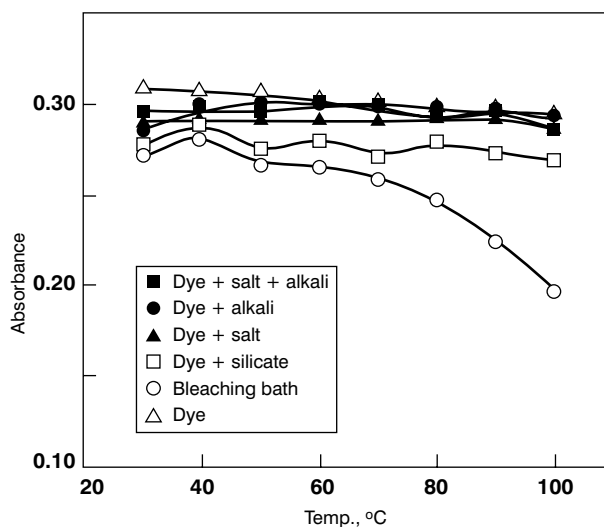 0.30
0.20
0.10
Absorbance
Dye + salt + alkali
Dye + alkali
Dye + salt
Dye + silicate
Bleaching bath
Dye
20 40 60 80 100
Temp., °C